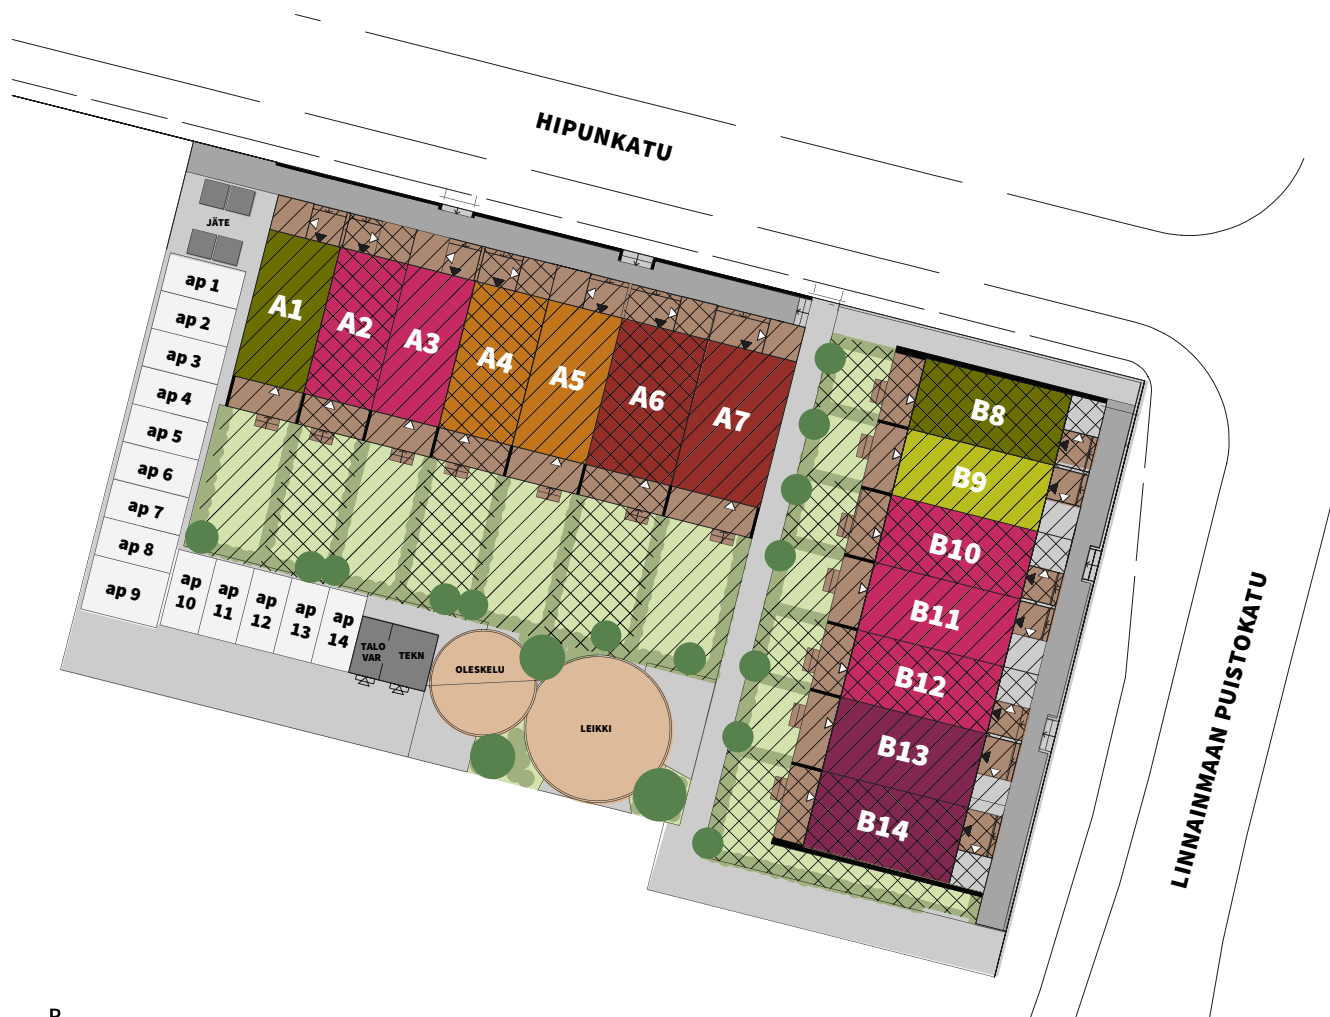 HIPUNKATU
JÄTE
ap 1
ap 2
ap 3
ap 4
ap 5
ap 6
ap 7
ap 8
ap 9
ap
10
ap
11
ap
12
ap
13
ap
14
A1
A2
A3
A4
A5
A6
A7
TALO
VAR
TEKN
OLESKELU
LEIKKI
B8
B9
B10
B11
B12
B13
B14
LINNAINMAAN PUISTOKATU